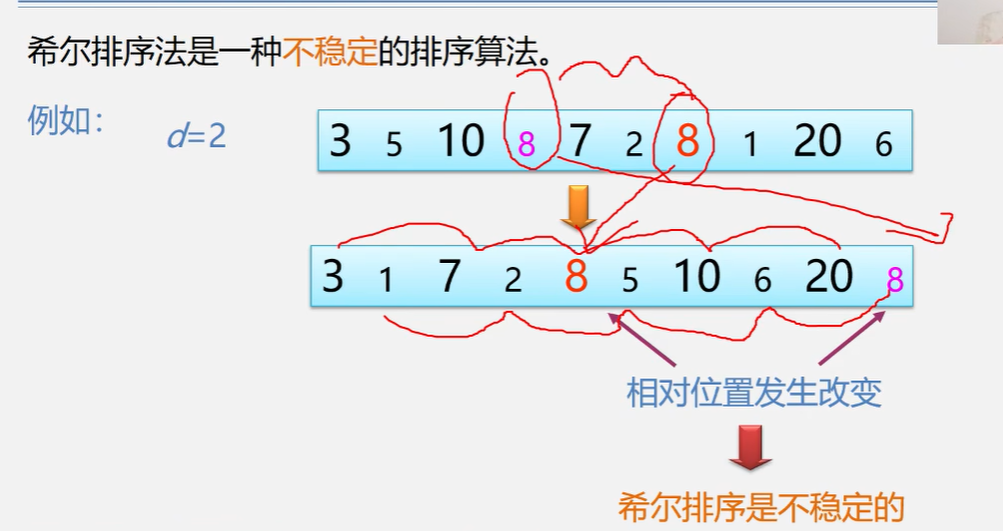 希尔排序法是一种不稳定的排序算法。
例如：
d=2
3 5 10 8 7 2 8 1 20 6
3 1 7 2 8 5 10 6 20 8
相对位置发生改变
希尔排序是不稳定的